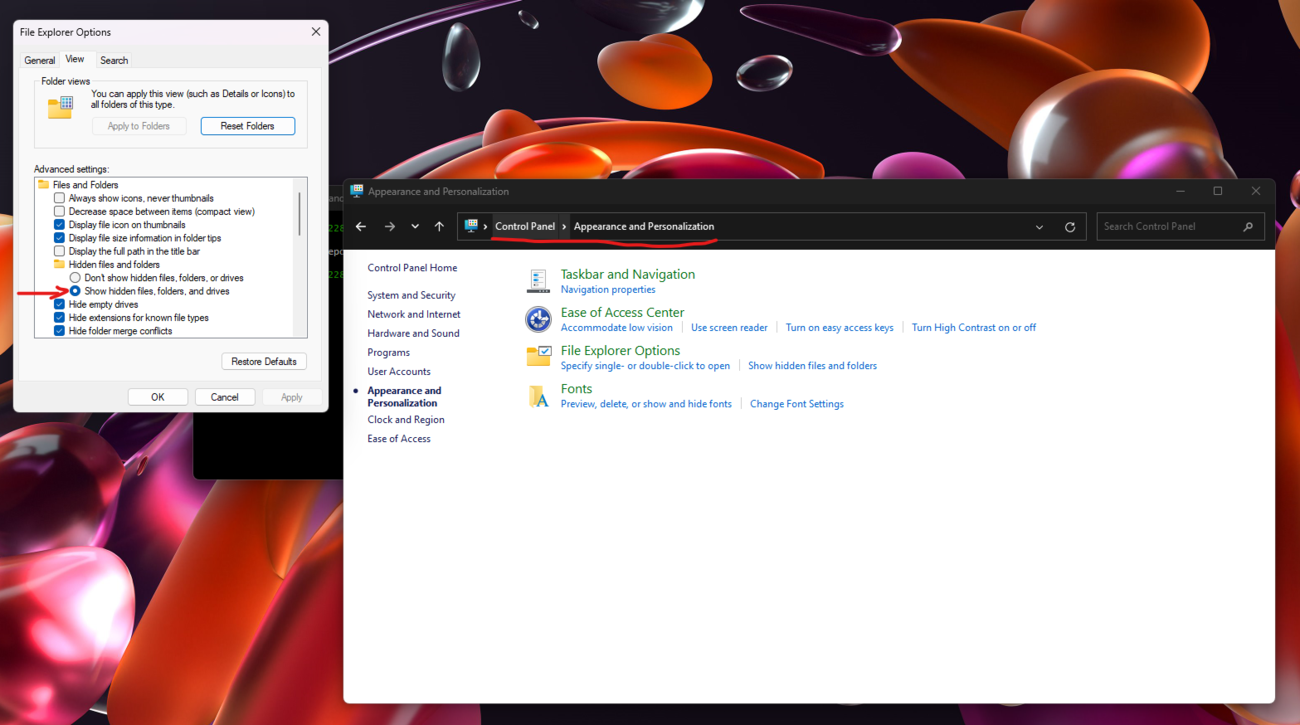 File Explorer Options
General View Search
Folder views
You can apply this view (such as Details or Icons) to
all folders of this type.
Apply to Folders Reset Folders
Advanced settings:
Files and Folders
Always show icons, never thumbnails
Decrease space between items (compact view)
Display file icon on thumbnails
Display file size information in folder tips
Display the full path in the title bar
Hidden files and folders
Don't show hidden files, folders, or drives
Show hidden files, folders, and drives
Hide empty drives
Hide extensions for known file types
Hide folder merge conflicts
Restore Defaults
OK Cancel Apply
Appearance and Personalization
Control Panel › Appearance and Personalization
Search Control Panel
Control Panel Home
System and Security
Network and Internet
Hardware and Sound
Programs
User Accounts
Appearance and
Personalization
Clock and Region
Ease of Access
Taskbar and Navigation
Navigation properties
Ease of Access Center
Accommodate low vision Use screen reader Turn on easy access keys Turn High Contrast on or off
File Explorer Options
Specify single- or double-click to open Show hidden files and folders
Fonts
Preview, delete, or show and hide fonts Change Font Settings